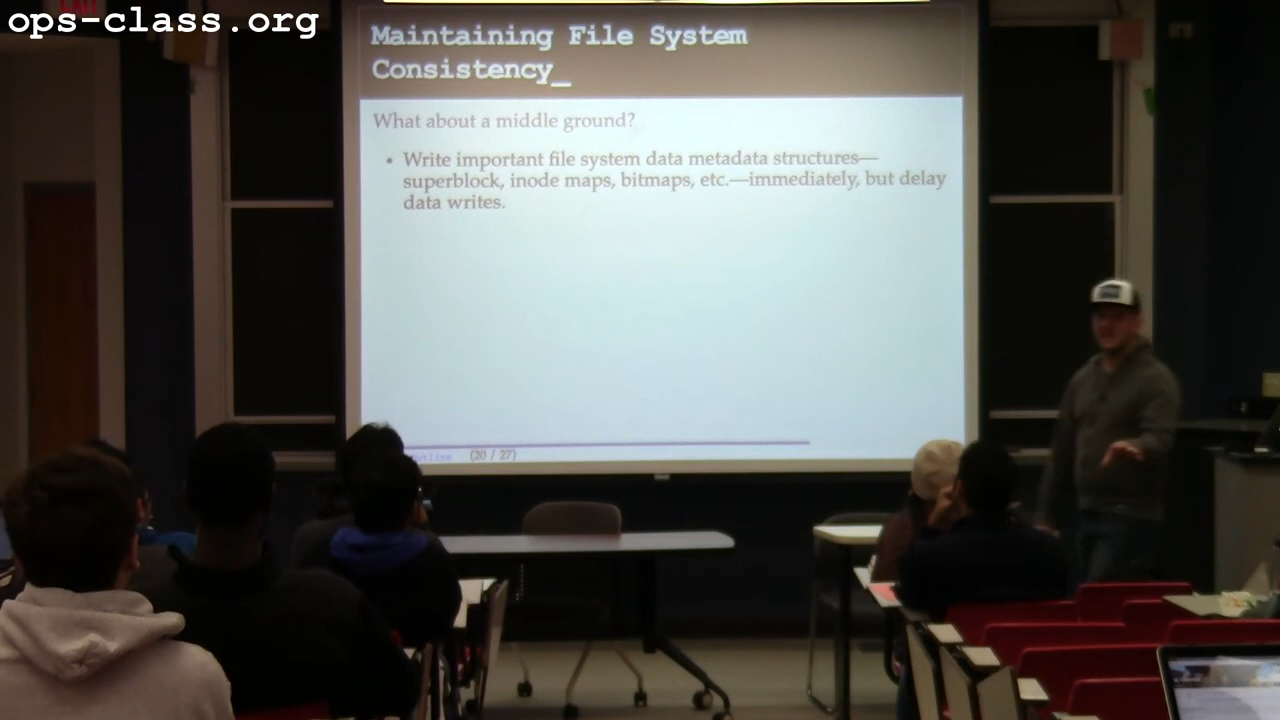 ops-class.org
Maintaining File System
Consistency_
What about a middle ground?
• Write important file system data metadata structures—
superblock, inode maps, bitmaps, etc.—immediately, but delay
data writes.
(20 / 27)